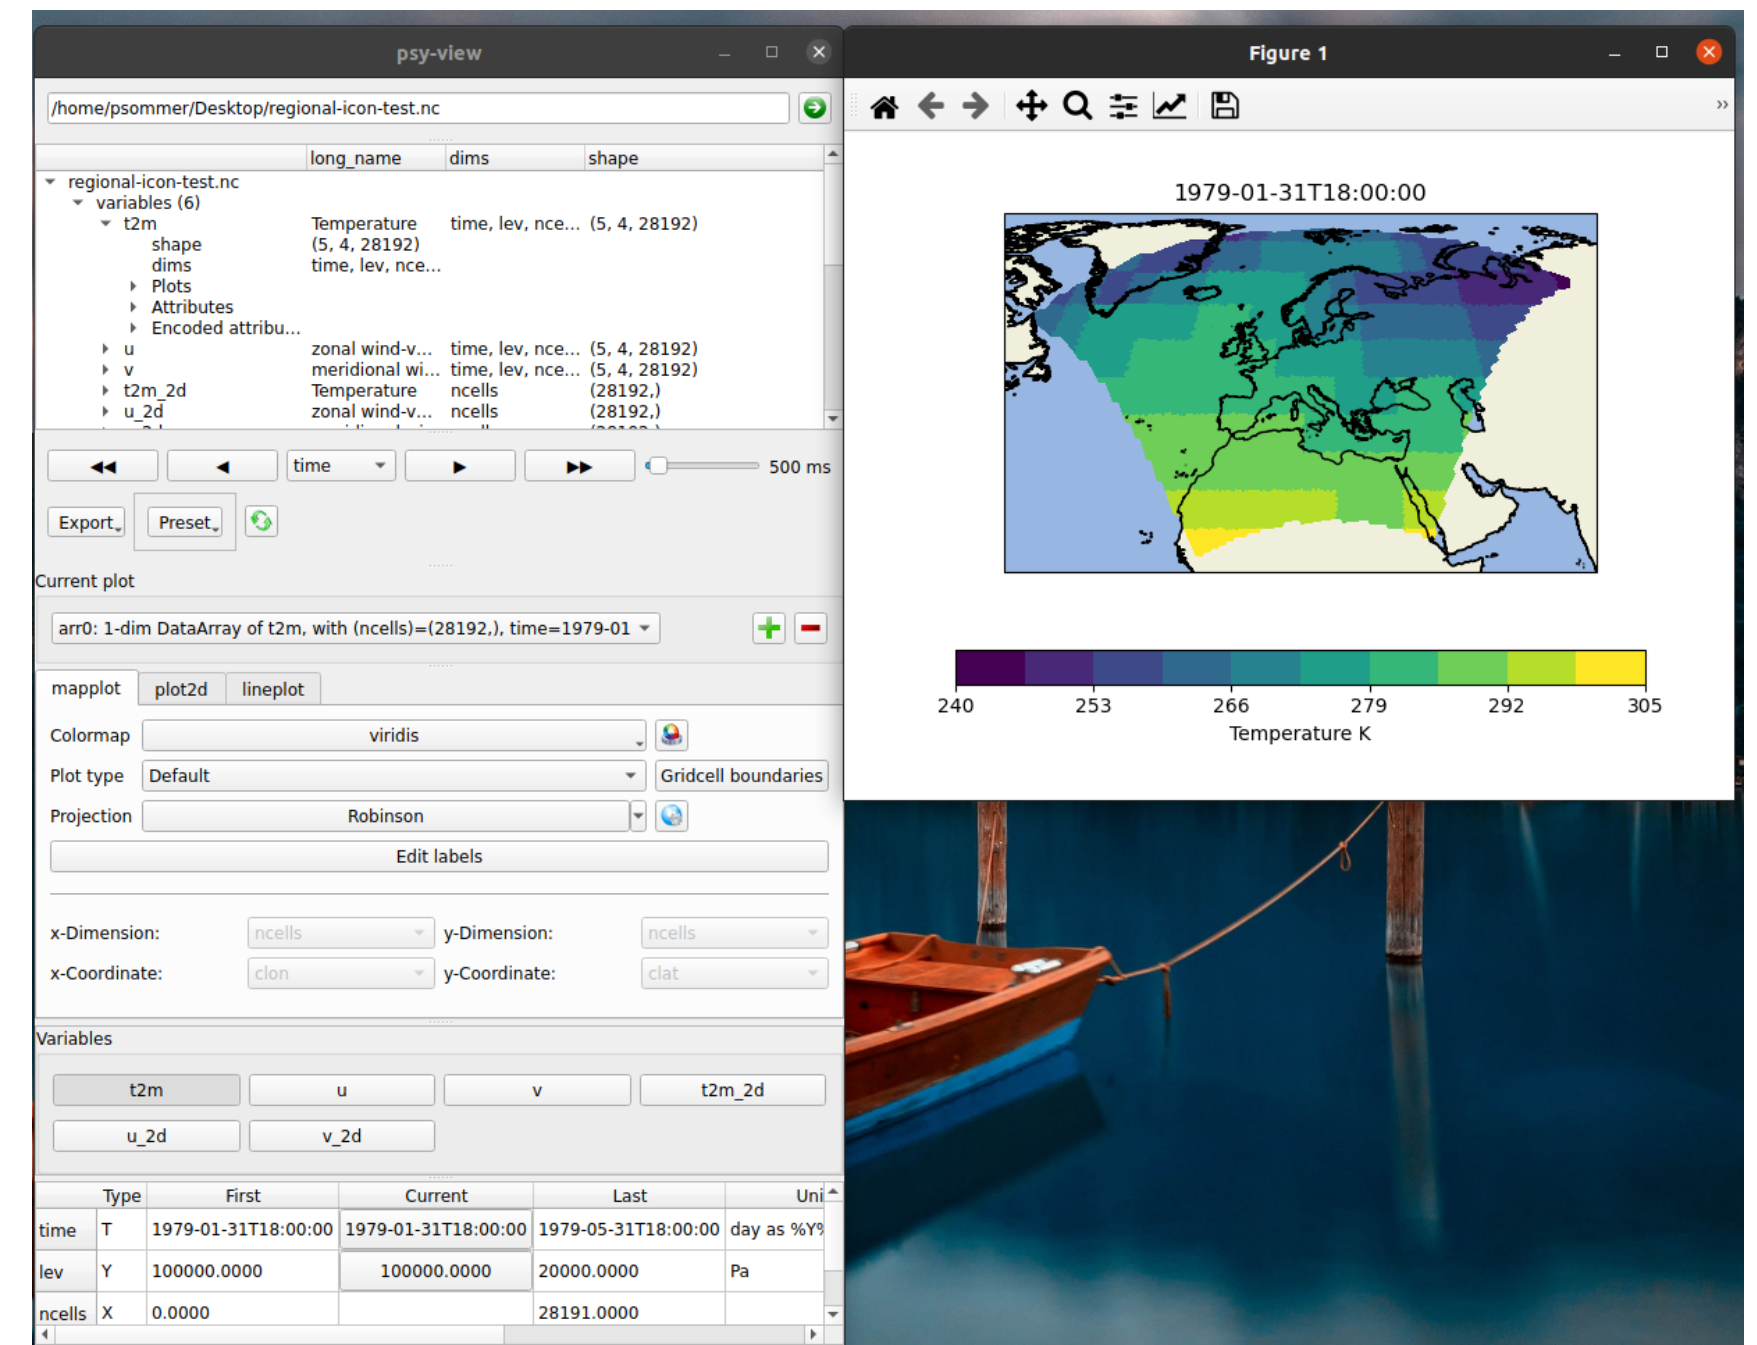 psy-view
/home/psommer/Desktop/regional-icon-test.nc
long_name dims shape
regional-icon-test.nc
variables (6)
t2m Temperature time, lev, nce... (5, 4, 28192)
shape (5, 4, 28192)
dims time, lev, nce...
Plots
Attributes
Encoded attribu...
u zonal wind-v... time, lev, nce... (5, 4, 28192)
v meridional wi... time, lev, nce... (5, 4, 28192)
t2m_2d Temperature ncells (28192,)
u_2d zonal wind-v... ncells (28192,)
time 500 ms
Export Preset
Current plot
arr0: 1-dim DataArray of t2m, with (ncells)=(28192,), time=1979-01
mapplot plot2d lineplot
Colormap viridis
Plot type Default Gridcell boundaries
Projection Robinson
Edit labels
x-Dimension: ncells y-Dimension: ncells
x-Coordinate: clon y-Coordinate: clat
Variables
t2m u v t2m_2d
u_2d v_2d
Type First Current Last Uni
time T 1979-01-31T18:00:00 1979-01-31T18:00:00 1979-05-31T18:00:00 day as %Y%
lev Y 100000.0000 100000.0000 20000.0000 Pa
ncells X 0.0000 28191.0000
Figure 1
1979-01-31T18:00:00
240 253 266 279 292 305
Temperature K